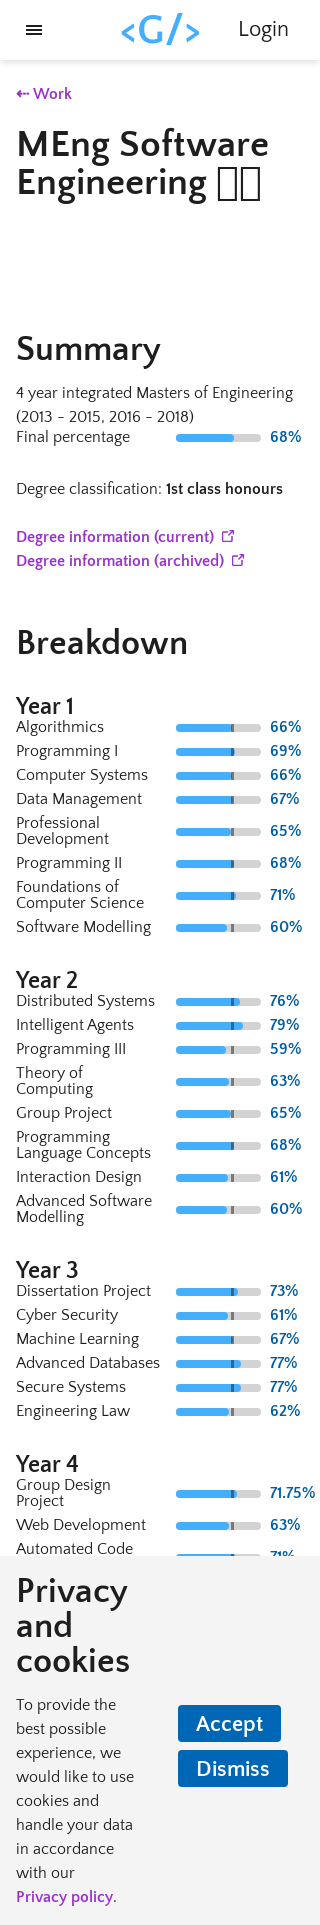 <G/>
Login
⇠ Work
MEng Software
Engineering
Summary
4 year integrated Masters of Engineering
(2013 - 2015, 2016 - 2018)
Final percentage 68%
Degree classification: 1st class honours
Degree information (current)
Degree information (archived)
Breakdown
Year 1
Algorithmics 66%
Programming I 69%
Computer Systems 66%
Data Management 67%
Professional
Development 65%
Programming II 68%
Foundations of
Computer Science 71%
Software Modelling 60%
Year 2
Distributed Systems 76%
Intelligent Agents 79%
Programming III 59%
Theory of
Computing 63%
Group Project 65%
Programming
Language Concepts 68%
Interaction Design 61%
Advanced Software
Modelling 60%
Year 3
Dissertation Project 73%
Cyber Security 61%
Machine Learning 67%
Advanced Databases 77%
Secure Systems 77%
Engineering Law 62%
Year 4
Group Design
Project 71.75%
Web Development 63%
Automated Code
71%
Privacy
and
cookies
To provide the
best possible
experience, we
would like to use
cookies and
handle your data
in accordance
with our
Privacy policy.
Accept
Dismiss